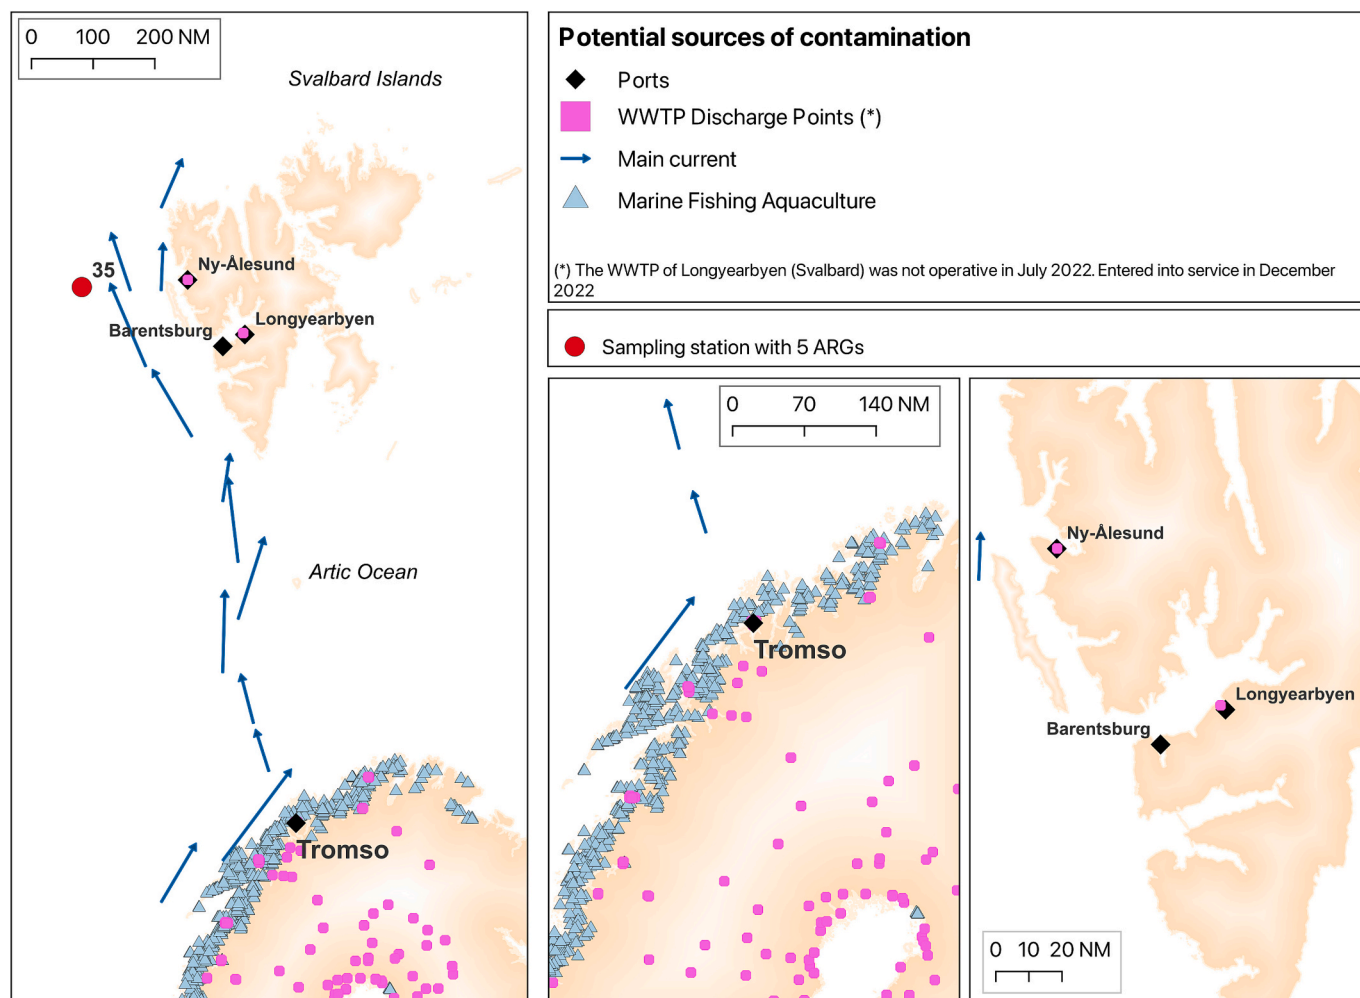 0 100 200 NM
Svalbard Islands
35
Ny-Ålesund
Longyearbyen
Barentsburg
Artic Ocean
Tromso
Potential sources of contamination
Ports
WWTP Discharge Points (*)
Main current
Marine Fishing Aquaculture
(*) The WWTP of Longyearbyen (Svalbard) was not operative in July 2022. Entered into service in December
2022
Sampling station with 5 ARGs
0 70 140 NM
Tromso
Ny-Ålesund
Longyearbyen
Barentsburg
0 10 20 NM